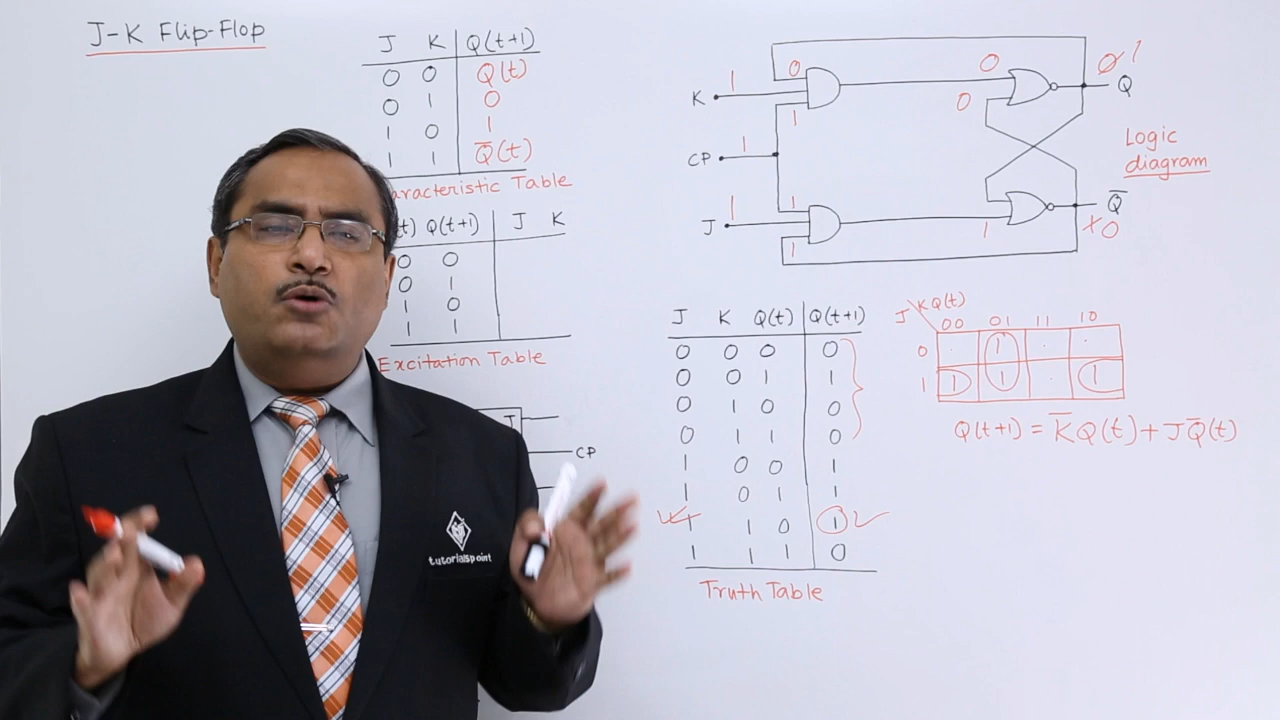 J-K Flip-Flop
J K Q(t+1)
0 0 Q(t)
0 1 0
1 0 1
1 1 Q̅(t)
aracteristic Table
(t) Q(t+1) J K
0 0
0 1
1 0
1 1
Excitation Table
J
CP
tutorialspoint
K 1 0 1 0 0 0 1 Q
CP 1
J 1 1 1 1 Q̅ 1 0
Logic
diagram
J K Q(t) Q(t+1)
0 0 0 0
0 0 1 1
0 1 0 0
0 1 1 0
1 0 0 1
1 0 1 1
1 1 0 1
1 1 1 0
Truth Table
J KQ(t)
00 01 11 10
0 . 1 . .
1 1 1 . 1
Q(t+1) = K̅Q(t) + JQ̅(t)